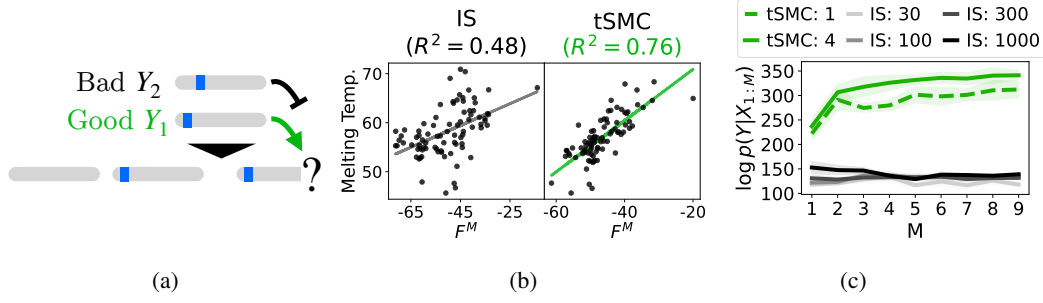 Bad Y₂
Good Y₁
?
(a)
IS
(R² = 0.48)
tSMC
(R² = 0.76)
Melting Temp.
70
60
50
-65
-45
-25
-60
-40
-20
Fᴹ
Fᴹ
(b)
tSMC: 1
IS: 30
IS: 300
tSMC: 4
IS: 100
IS: 1000
log p(Y|X₁:ₘ)
350
300
250
200
150
100
1 2 3 4 5 6 7 8 9
M
(c)